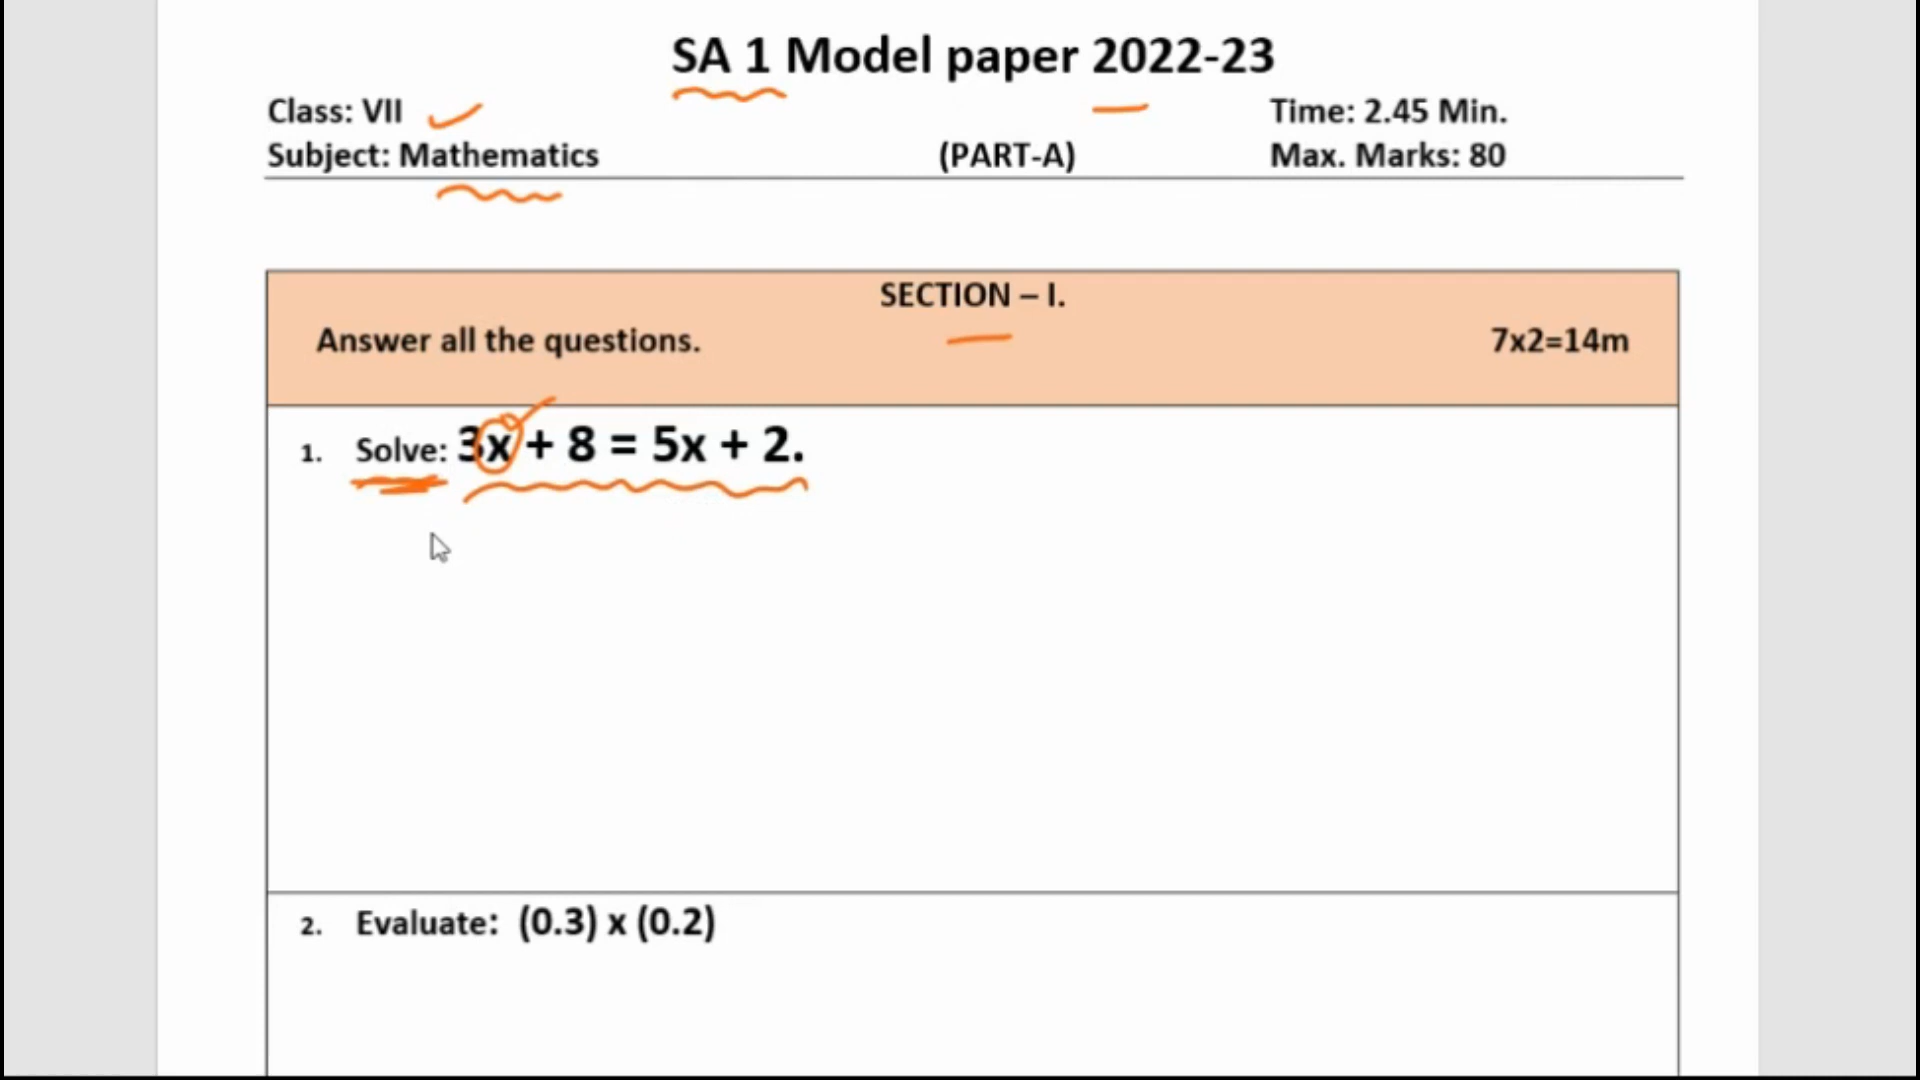 SA 1 Model paper 2022-23
Class: VII Time: 2.45 Min.
Subject: Mathematics (PART-A) Max. Marks: 80
SECTION – I.
Answer all the questions. 7x2=14m
1. Solve: 3x + 8 = 5x + 2.
2. Evaluate: (0.3) x (0.2)